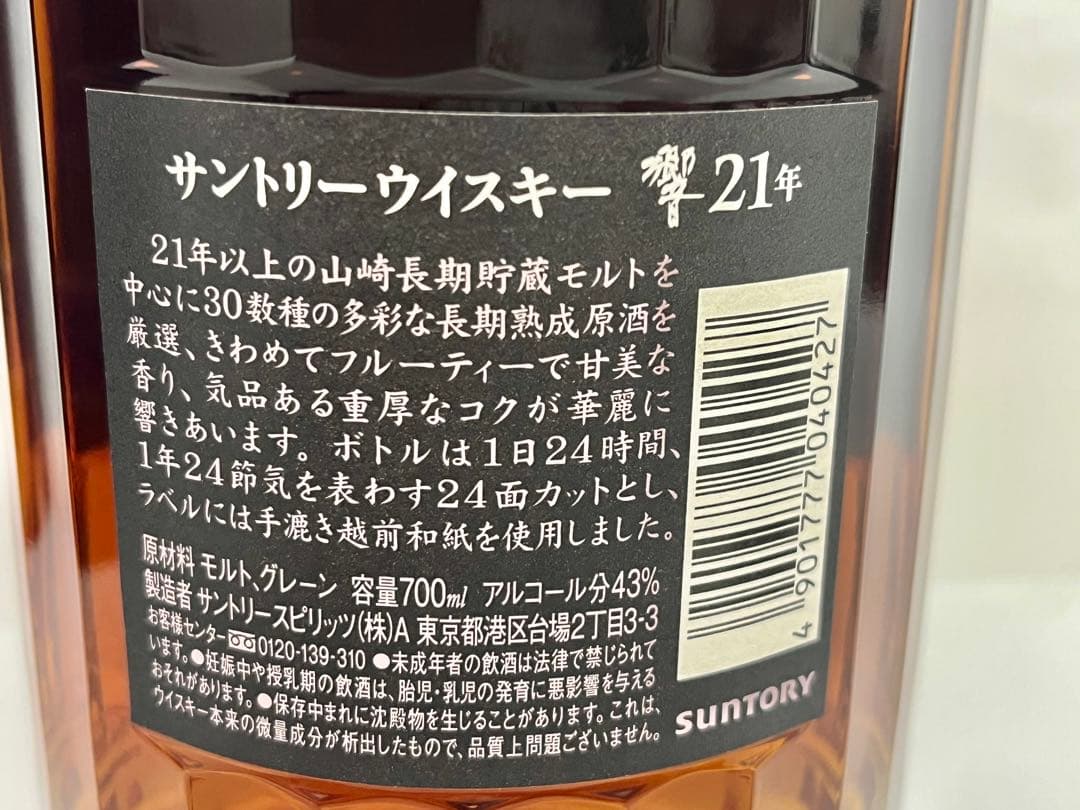 サントリーウイスキー 響 21年
21年以上の山崎長期貯蔵モルトを
中心に30数種の多彩な長期熟成原酒を
厳選、きわめてフルーティーで甘美な
香り、気品ある重厚なコクが華麗に
響きあいます。ボトルは1日24時間、
1年24節気を表わす24面カットとし、
ラベルには手漉き越前和紙を使用しました。
原材料 モルト、グレーン 容量700ml アルコール分43%
製造者 サントリースピリッツ(株)A 東京都港区台場2丁目3-3
お客様センター 0120-139-310 ●未成年者の飲酒は法律で禁じられて
います。●妊娠中や授乳期の飲酒は、胎児・乳児の発育に悪影響を与える
おそれがあります。●保存中まれに沈殿物を生じることがあります。これは、
ウイスキー本来の微量成分が析出したもので、品質上問題ございません。
4 901777 040427
SUNTORY